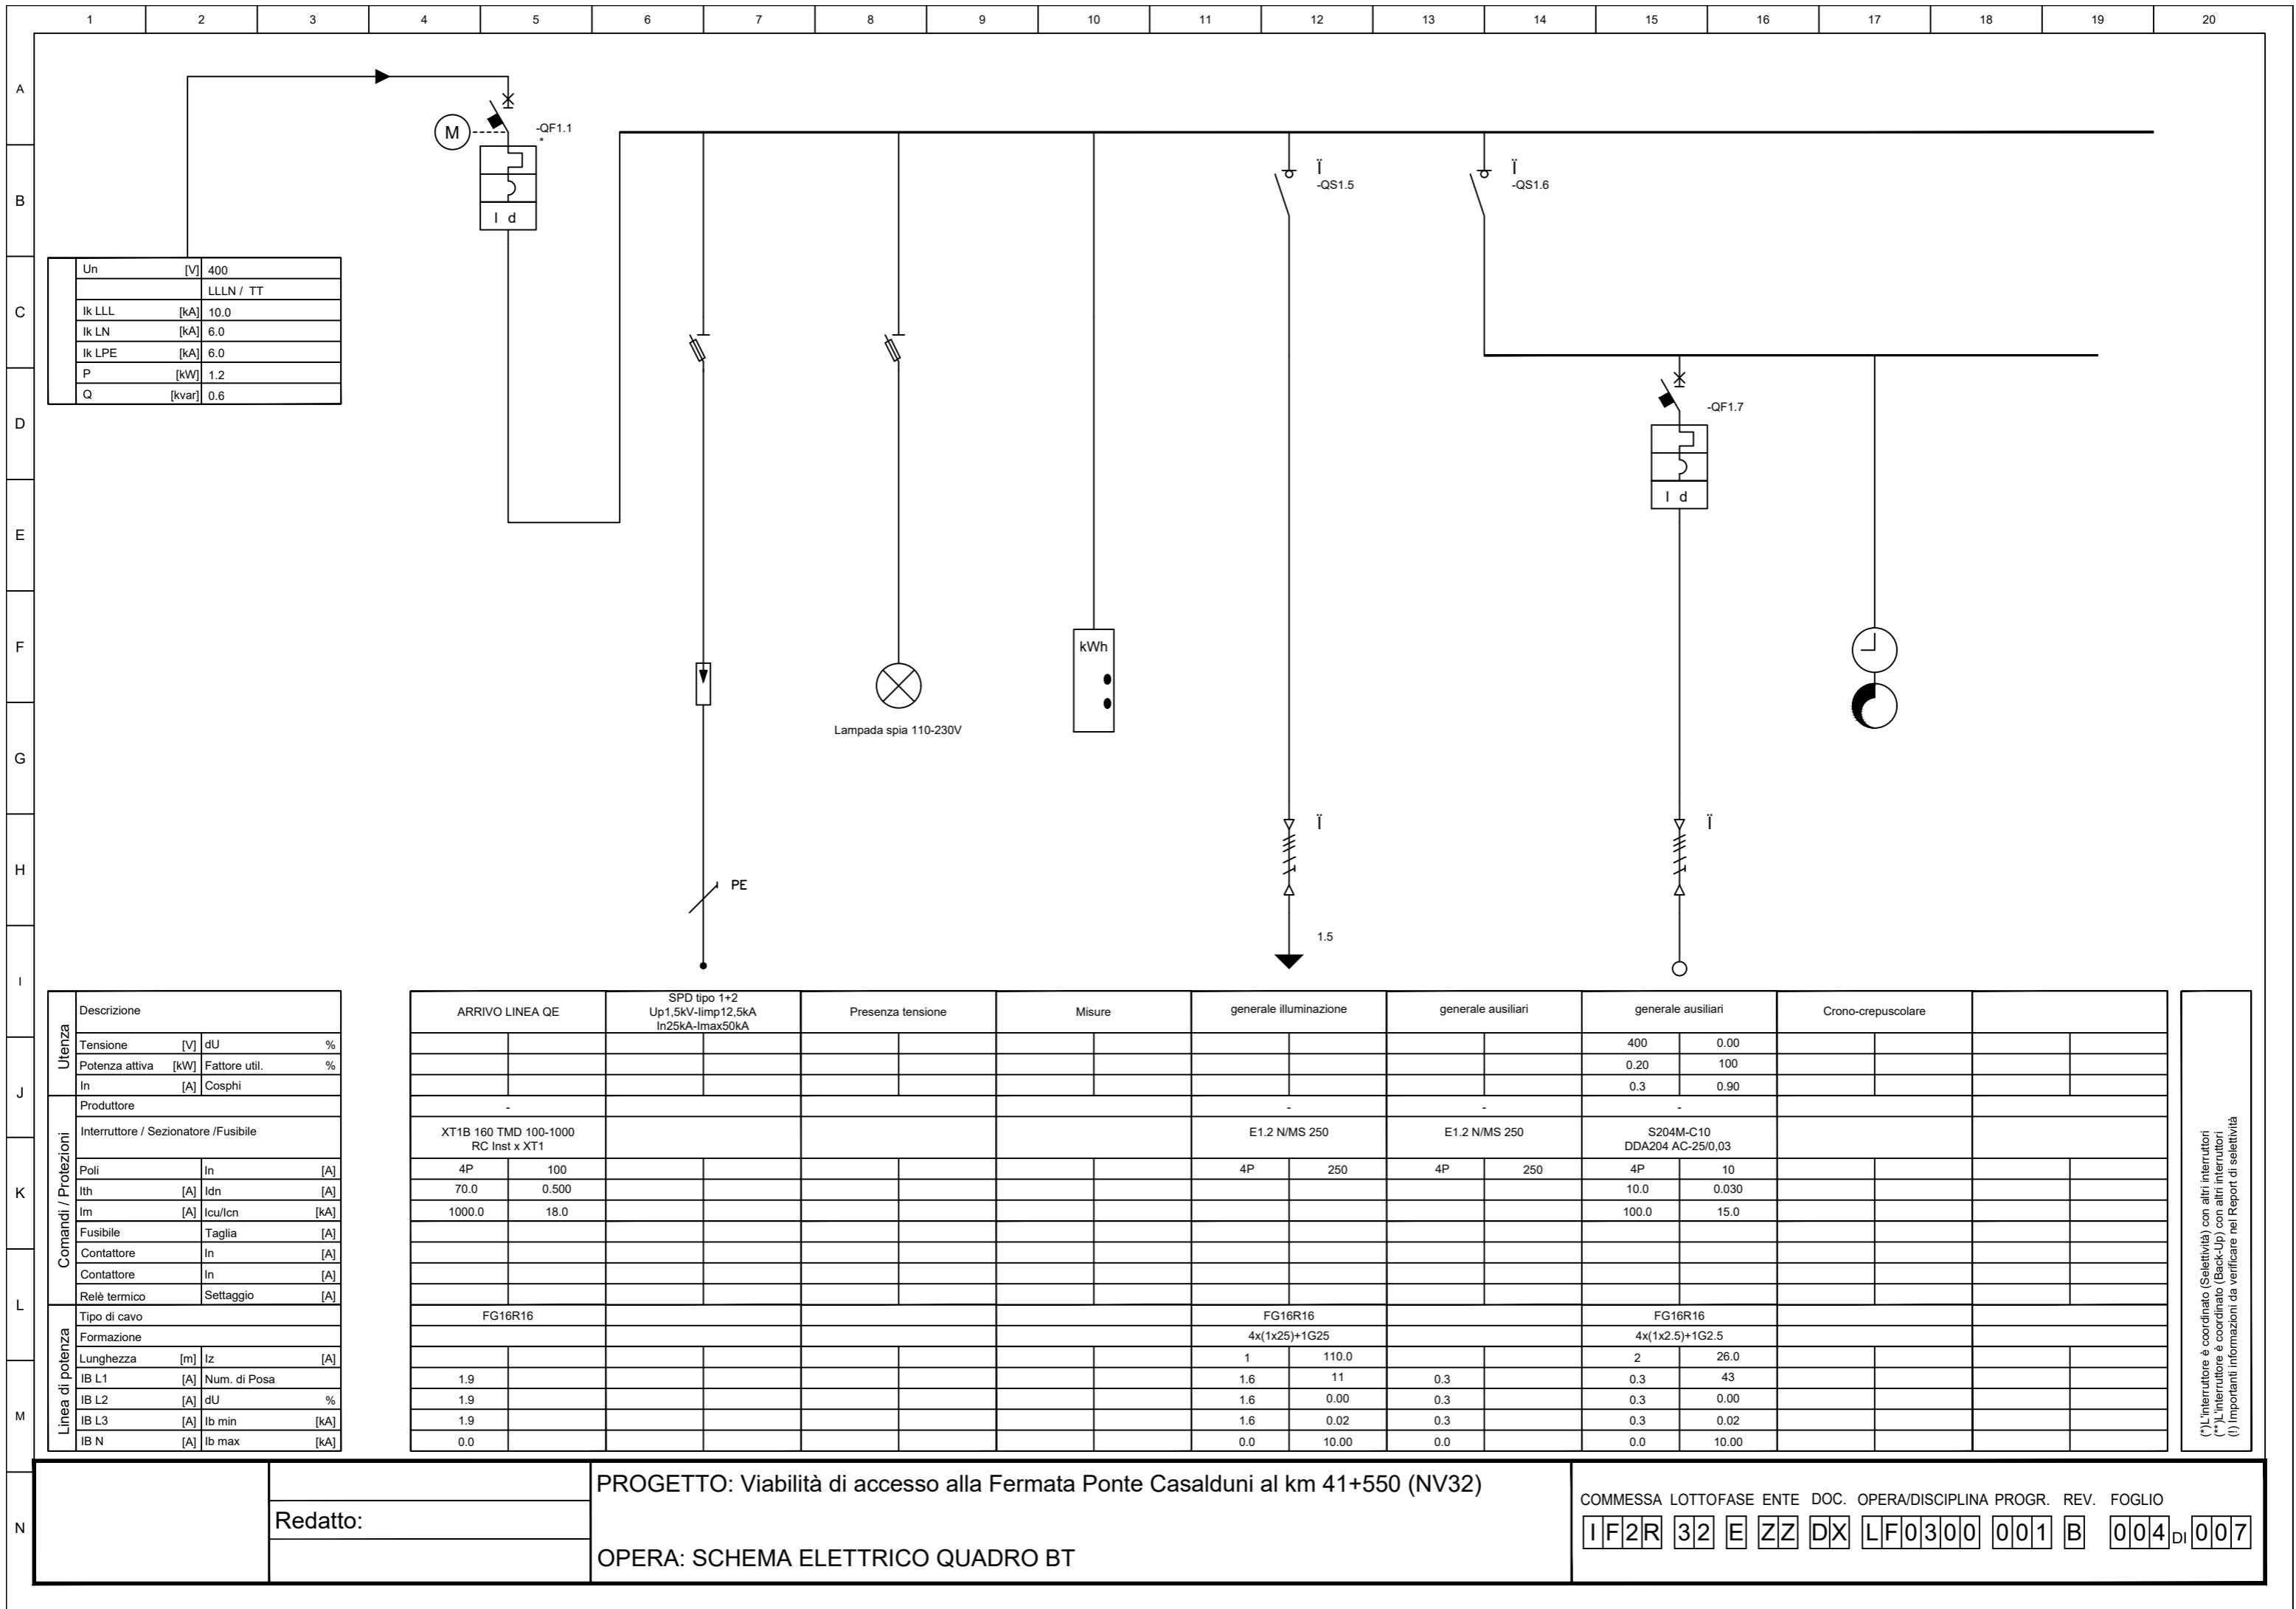 1 2 3 4 5 6 7 8 9 10 11 12 13 14 15 16 17 18 19 20
A
B
C
D
E
F
G
H
I
J
K
L
M
N
M
-QF1.1
*
I d
Ï
-QS1.5
Ï
-QS1.6
Un [V] 400
LLLN / TT
Ik LLL [kA] 10.0
Ik LN [kA] 6.0
Ik LPE [kA] 6.0
P [kW] 1.2
Q [kvar] 0.6
-QF1.7
I d
kWh
Lampada spia 110-230V
Ï
Ï
PE
1.5
Utenza
Descrizione
ARRIVO LINEA QE
SPD tipo 1+2
Up1,5kV-Iimp12,5kA
In25kA-Imax50kA
Presenza tensione
Misure
generale illuminazione
generale ausiliari
generale ausiliari
Crono-crepuscolare
Tensione [V] dU % 400 0.00
Potenza attiva [kW] Fattore util. % 0.20 100
In [A] Cosphi 0.3 0.90
Comandi / Protezioni
Produttore - - - -
Interruttore / Sezionatore /Fusibile
XT1B 160 TMD 100-1000
RC Inst x XT1
E1.2 N/MS 250
E1.2 N/MS 250
S204M-C10
DDA204 AC-25/0,03
Poli In [A] 4P 100 4P 250 4P 250 4P 10
Ith [A] Idn [A] 70.0 0.500 10.0 0.030
Im [A] Icu/Icn [kA] 1000.0 18.0 100.0 15.0
Fusibile Taglia [A]
Contattore In [A]
Contattore In [A]
Relè termico Settaggio [A]
Linea di potenza
Tipo di cavo FG16R16 FG16R16 FG16R16
Formazione 4x(1x25)+1G25 4x(1x2.5)+1G2.5
Lunghezza [m] Iz [A] 1 110.0 2 26.0
IB L1 [A] Num. di Posa 1.9 1.6 11 0.3 0.3 43
IB L2 [A] dU % 1.9 1.6 0.00 0.3 0.3 0.00
IB L3 [A] Ib min [kA] 1.9 1.6 0.02 0.3 0.3 0.02
IB N [A] Ib max [kA] 0.0 0.0 10.00 0.0 0.0 10.00
(*)L'interruttore è coordinato (Selettività) con altri interruttori
(**)L'interruttore è coordinato (Back-Up) con altri interruttori
(!) Importanti informazioni da verificare nel Report di selettività
Redatto:
PROGETTO: Viabilità di accesso alla Fermata Ponte Casalduni al km 41+550 (NV32)
OPERA: SCHEMA ELETTRICO QUADRO BT
COMMESSA LOTTO FASE ENTE DOC. OPERA/DISCIPLINA PROGR. REV. FOGLIO
IF2R 32 E ZZ DX LF0300 001 B 004 DI 007